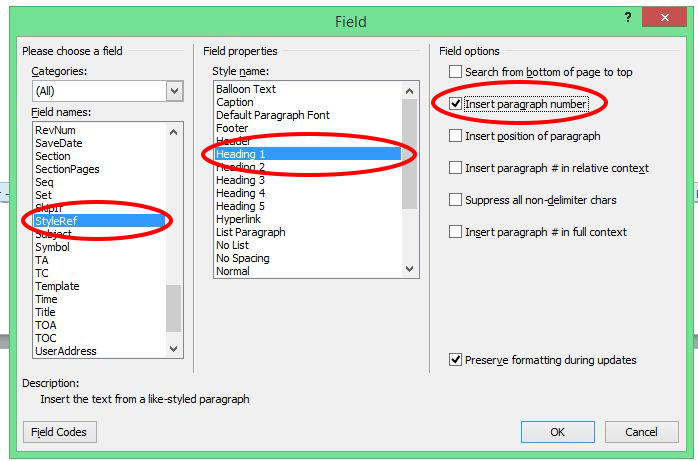 Field
?
Please choose a field
Categories:
(All)
Field names:
RevNum
SaveDate
Section
SectionPages
Seq
Set
SkipIf
StyleRef
Subject
Symbol
TA
TC
Template
Time
Title
TOA
TOC
UserAddress
Field properties
Style name:
Balloon Text
Caption
Default Paragraph Font
Footer
Header
Heading 1
Heading 2
Heading 3
Heading 4
Heading 5
Hyperlink
List Paragraph
No List
No Spacing
Normal
Field options
Search from bottom of page to top
Insert paragraph number
Insert position of paragraph
Insert paragraph # in relative context
Suppress all non-delimiter chars
Insert paragraph # in full context
Preserve formatting during updates
Description:
Insert the text from a like-styled paragraph
Field Codes
OK
Cancel